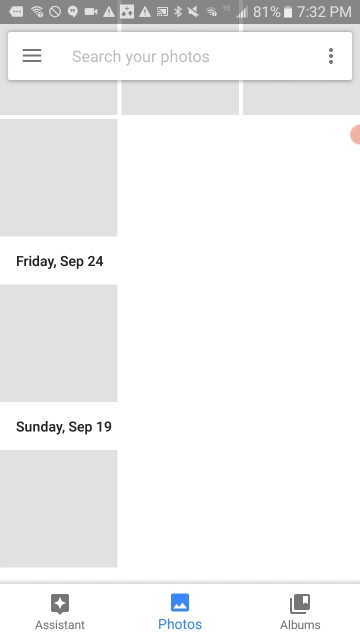 81% 7:32 PM
Search your photos
Friday, Sep 24
Sunday, Sep 19
Assistant Photos Albums